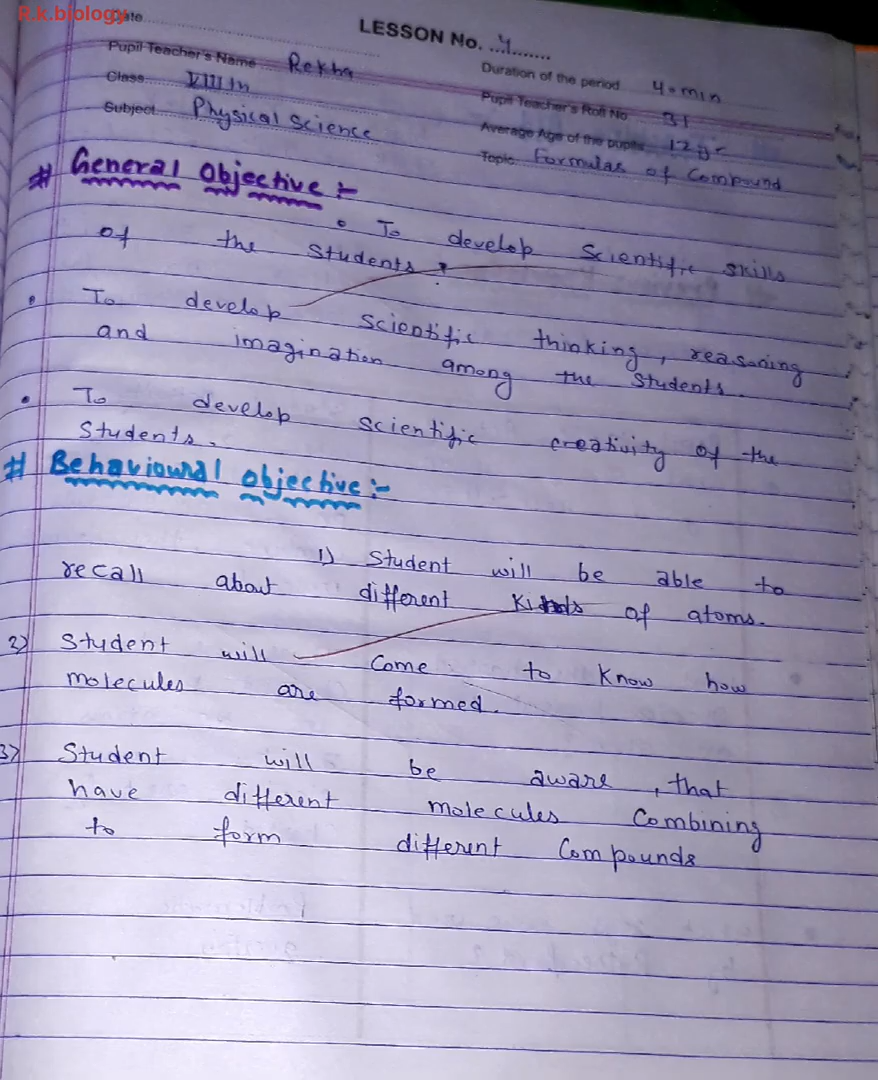 R.k.biology
Date
LESSON No. 4
Pupil Teacher's Name Rekha
Duration of the period 40 min
Class VIIIth
Pupil Teacher's Roll No 31
Subject Physical Science
Average Age of the pupils 12 yr
Topic Formulas of Compound
# General Objective :-
• To develop Scientific skills
of the students.
• To develop scientific thinking, reasoning
and imagination among the students.
• To develop scientific creativity of the
Students.
# Behavioural Objective :-
1) Student will be able to
recall about different kinds of atoms.
2) Student will come to know how
molecules are formed.
3) Student will be aware, that
have different molecules Combining
to form different Compounds